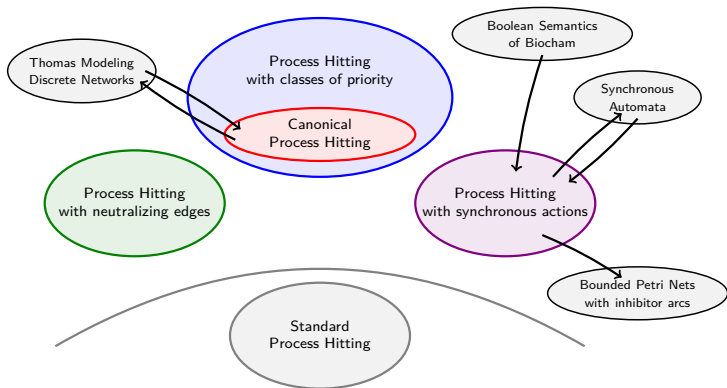 Boolean Semantics
of Biocham
Thomas Modeling
Discrete Networks
Process Hitting
with classes of priority
Synchronous
Automata
Canonical
Process Hitting
Process Hitting
with neutralizing edges
Process Hitting
with synchronous actions
Bounded Petri Nets
with inhibitor arcs
Standard
Process Hitting